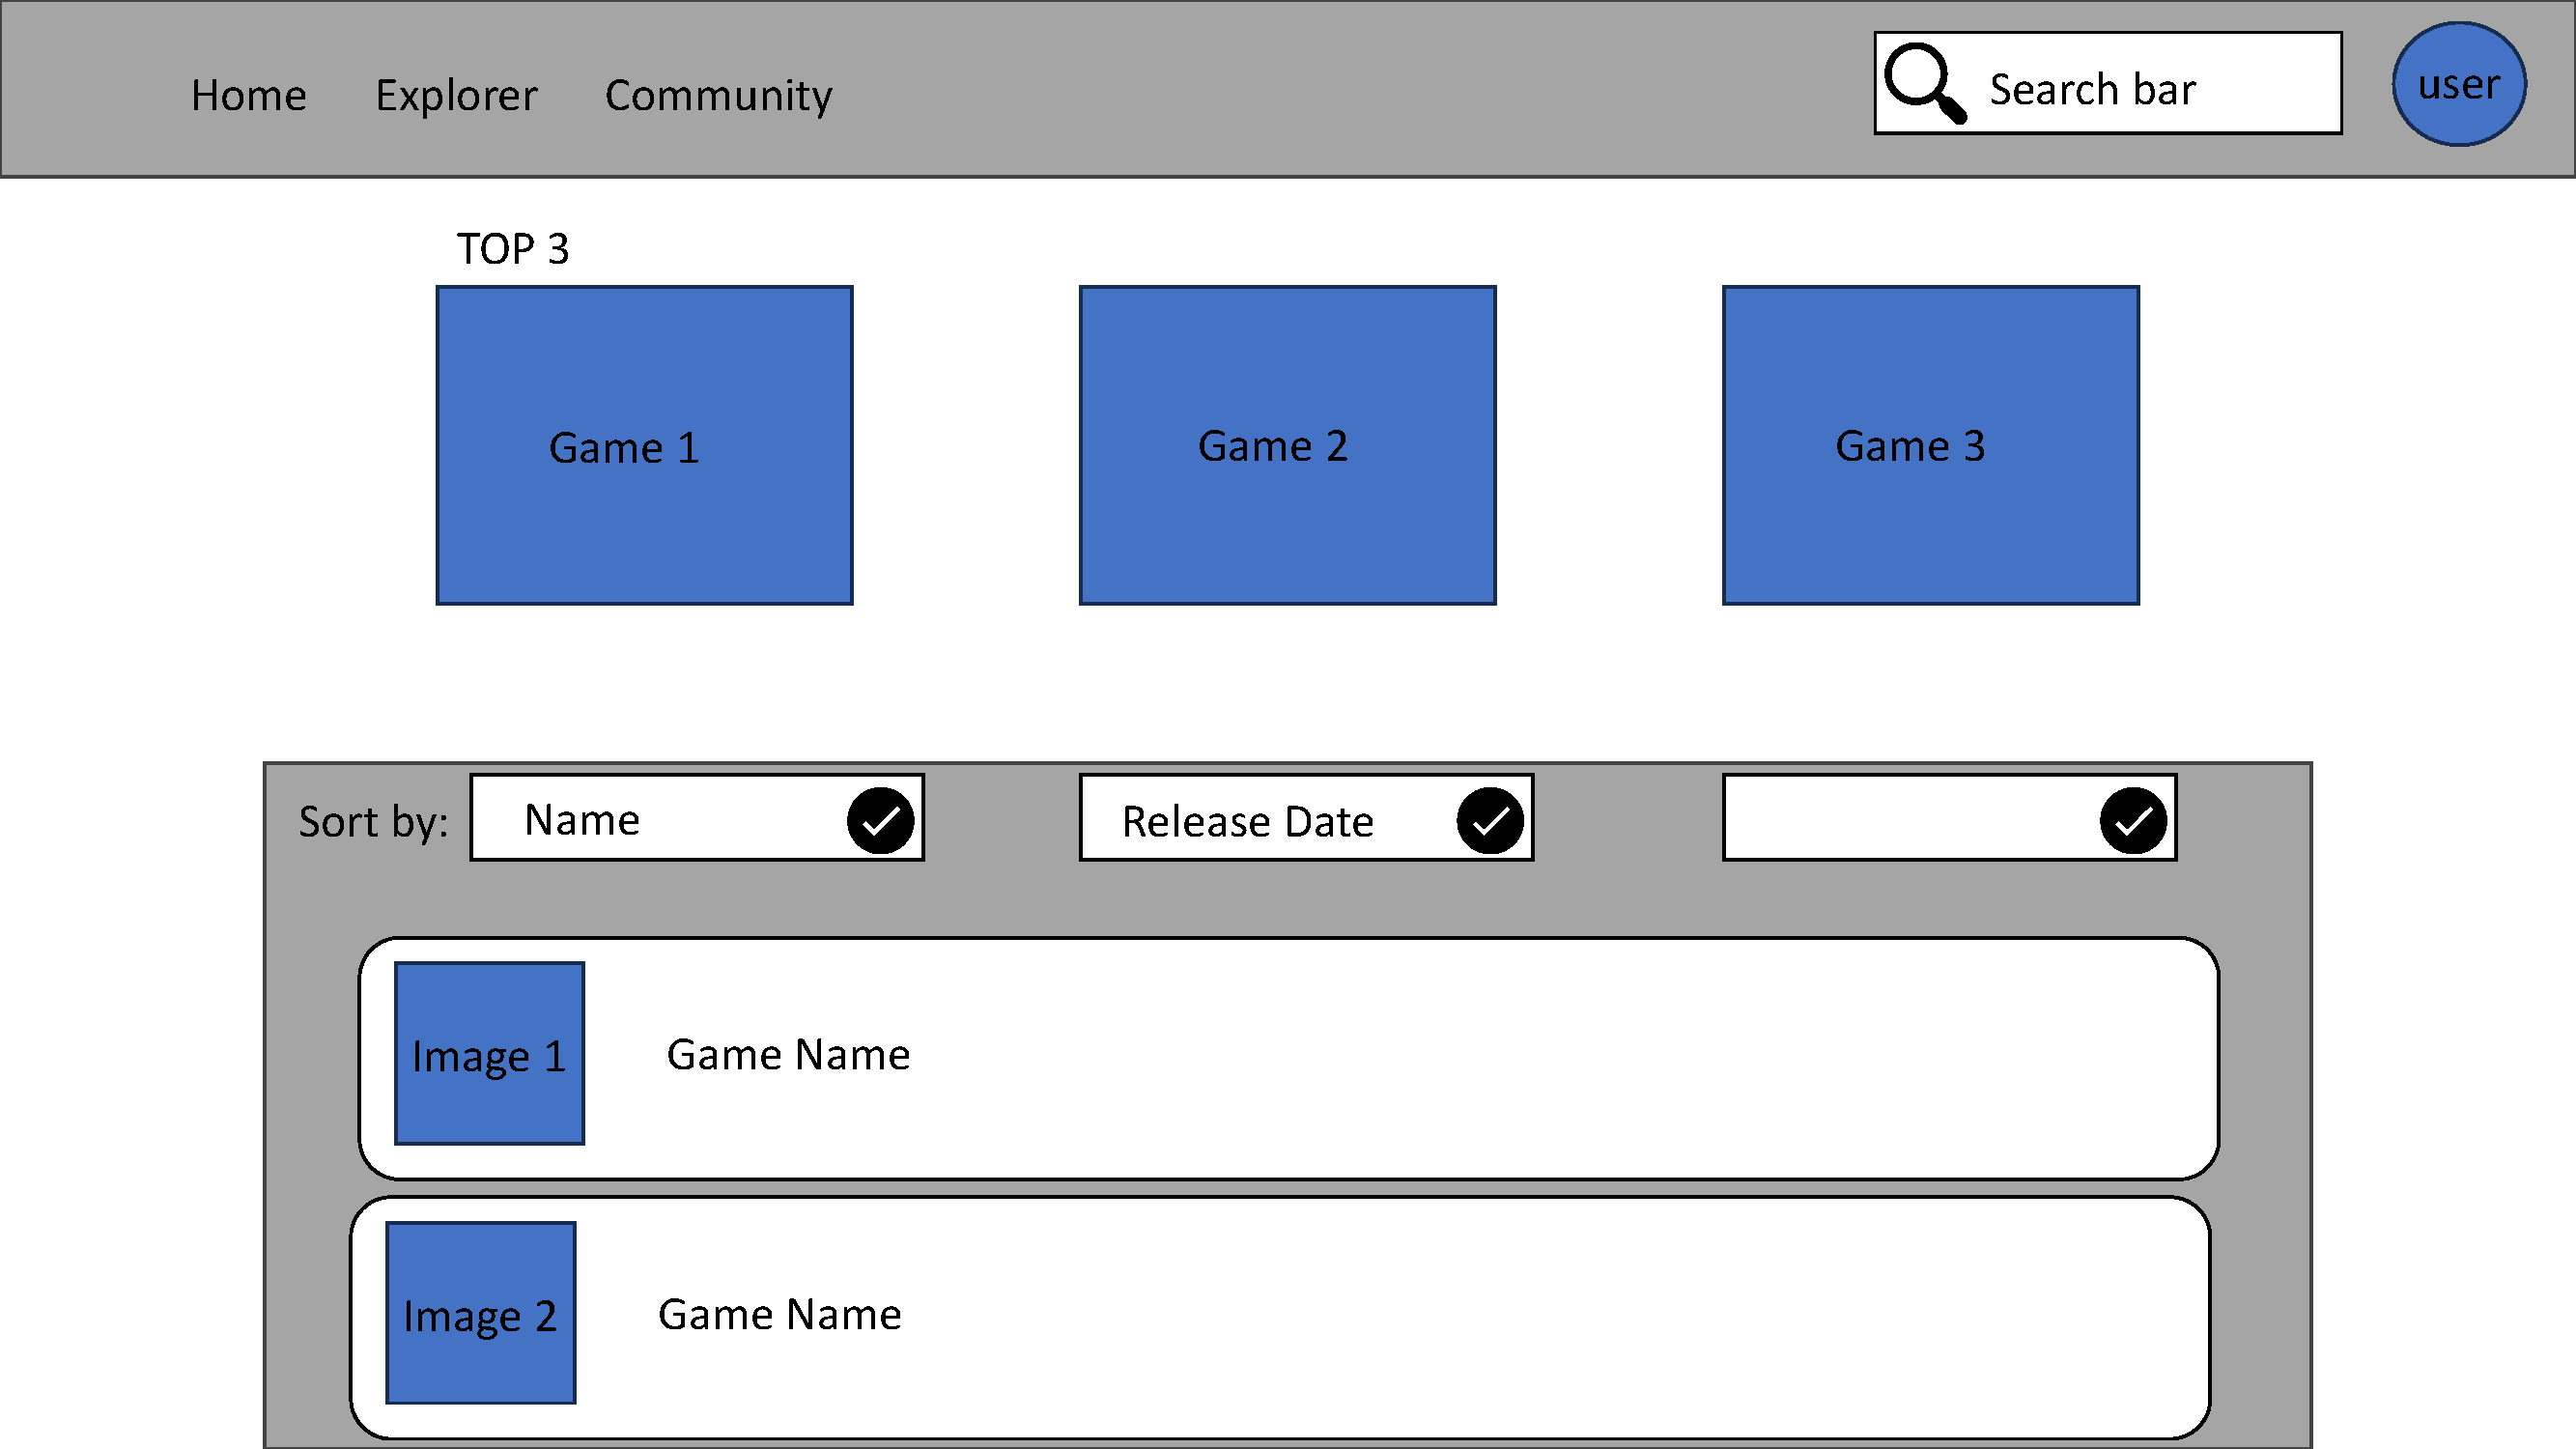 Home Explorer Community Search bar user
TOP 3
Game 1 Game 2 Game 3
Sort by: Name Release Date
Image 1 Game Name
Image 2 Game Name